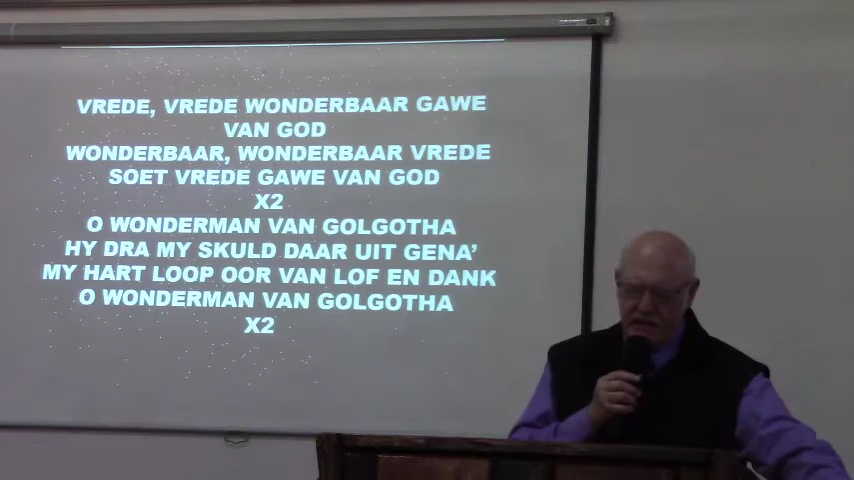 VREDE, VREDE WONDERBAAR GAWE
VAN GOD
WONDERBAAR, WONDERBAAR VREDE
SOET VREDE GAWE VAN GOD
X2
O WONDERMAN VAN GOLGOTHA
HY DRA MY SKULD DAAR UIT GENA’
MY HART LOOP OOR VAN LOF EN DANK
O WONDERMAN VAN GOLGOTHA
X2